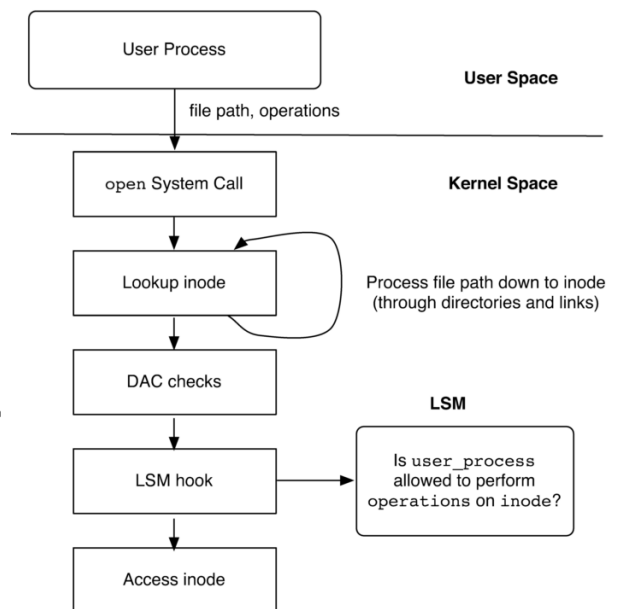 User Process
User Space
file path, operations
open System Call
Kernel Space
Lookup inode
Process file path down to inode
(through directories and links)
DAC checks
LSM
LSM hook
Is user_process
allowed to perform
operations on inode?
Access inode